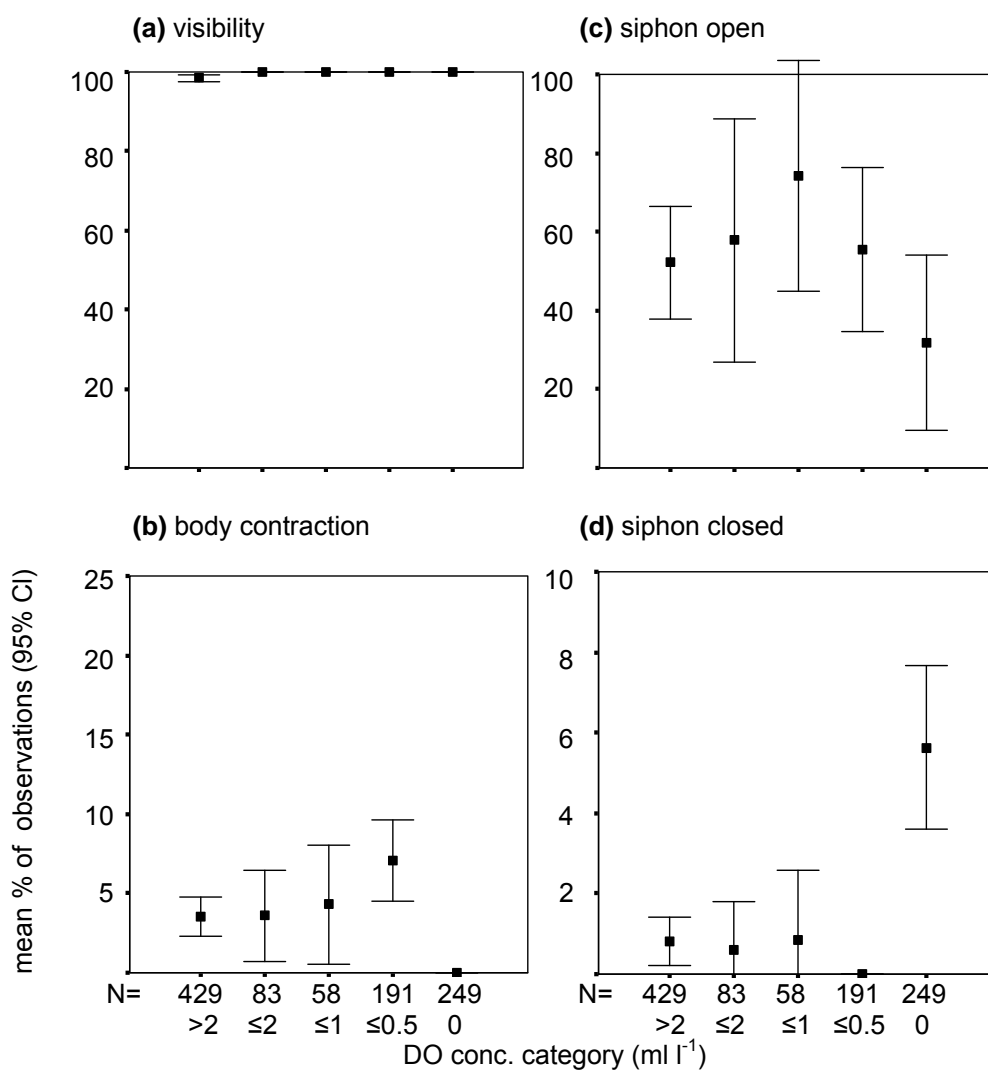 (a) visibility
100
80
60
40
20
(c) siphon open
100
80
60
40
20
mean % of observations (95% CI)
(b) body contraction
25
20
15
10
5
N= 429 83 58 191 249
>2 ≤2 ≤1 ≤0.5 0
(d) siphon closed
10
8
6
4
2
429 83 58 191 249
>2 ≤2 ≤1 ≤0.5 0
DO conc. category (ml l⁻¹)